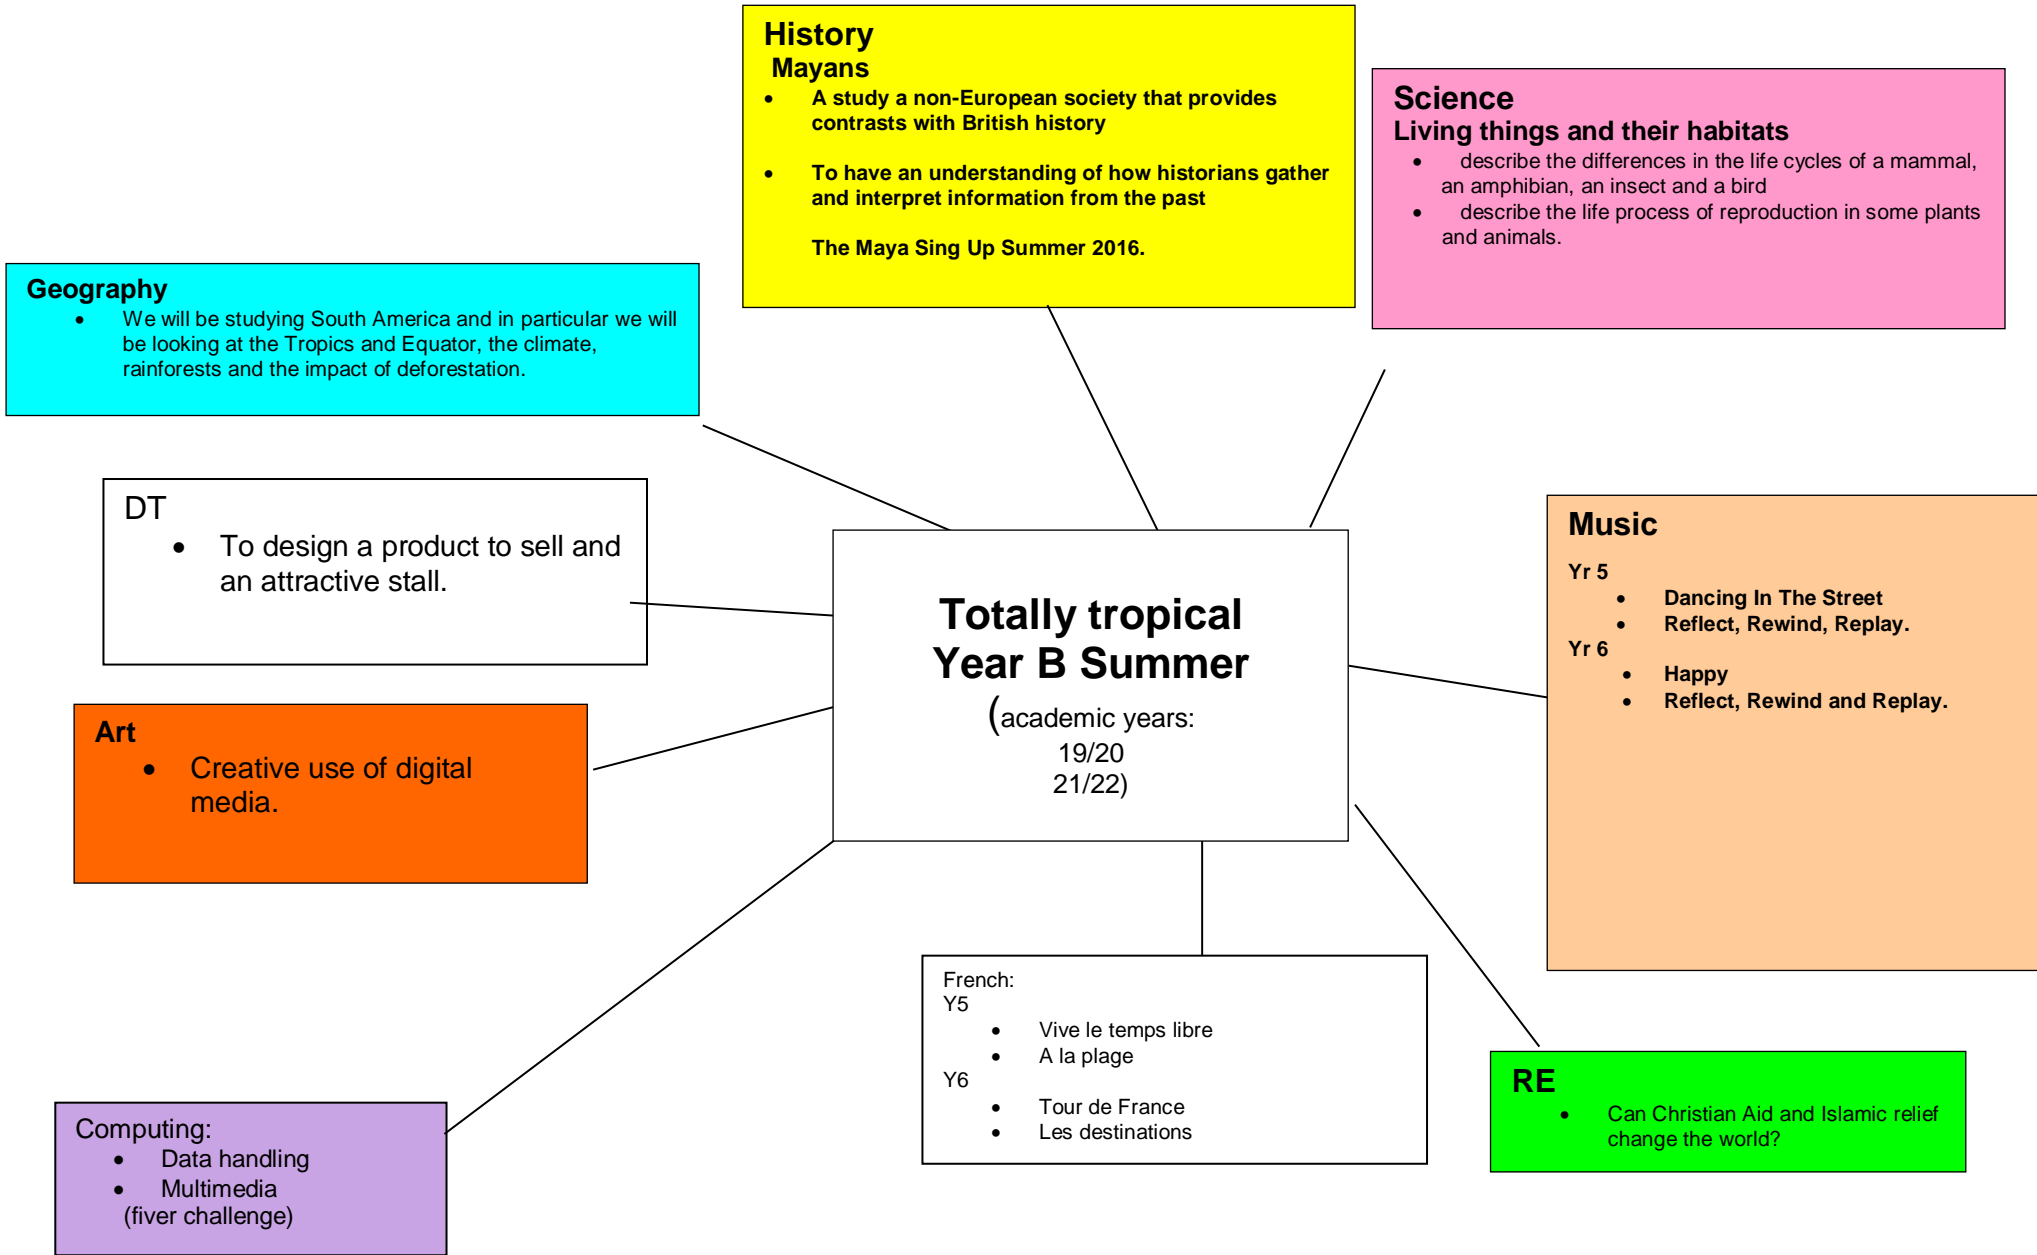 History
Mayans
• A study a non-European society that provides
contrasts with British history
• To have an understanding of how historians gather
and interpret information from the past
The Maya Sing Up Summer 2016.
Science
Living things and their habitats
• describe the differences in the life cycles of a mammal,
an amphibian, an insect and a bird
• describe the life process of reproduction in some plants
and animals.
Geography
• We will be studying South America and in particular we will
be looking at the Tropics and Equator, the climate,
rainforests and the impact of deforestation.
DT
• To design a product to sell and
an attractive stall.
Totally tropical
Year B Summer
(academic years:
19/20
21/22)
Music
Yr 5
• Dancing In The Street
• Reflect, Rewind, Replay.
Yr 6
• Happy
• Reflect, Rewind and Replay.
Art
• Creative use of digital
media.
French:
Y5
• Vive le temps libre
• A la plage
Y6
• Tour de France
• Les destinations
RE
• Can Christian Aid and Islamic relief
change the world?
Computing:
• Data handling
• Multimedia
(fiver challenge)